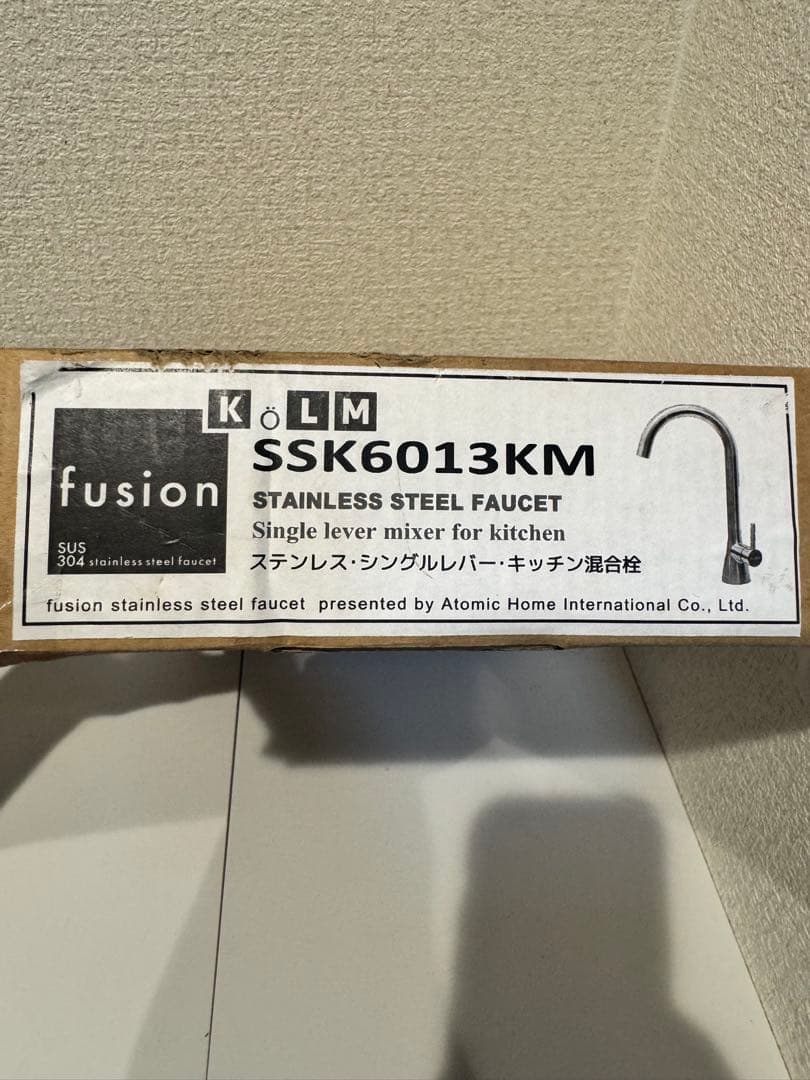 KöLM
SSK6013KM
fusion
STAINLESS STEEL FAUCET
Single lever mixer for kitchen
SUS
304 stainless steel faucet
ステンレス・シングルレバー・キッチン混合栓
fusion stainless steel faucet presented by Atomic Home International Co., Ltd.